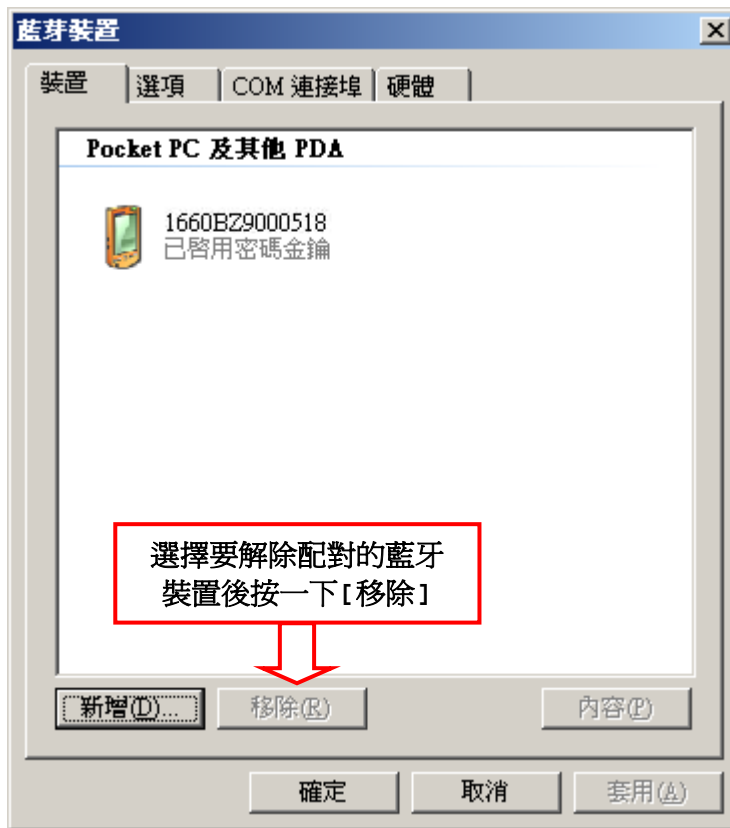 藍芽裝置
裝置 選項 COM 連接埠 硬體
Pocket PC 及其他 PDA
1660BZ9000518
已啓用密碼金鑰
選擇要解除配對的藍牙
裝置後按一下[移除]
新增(D)... 移除(R) 內容(P)
確定 取消 套用(A)